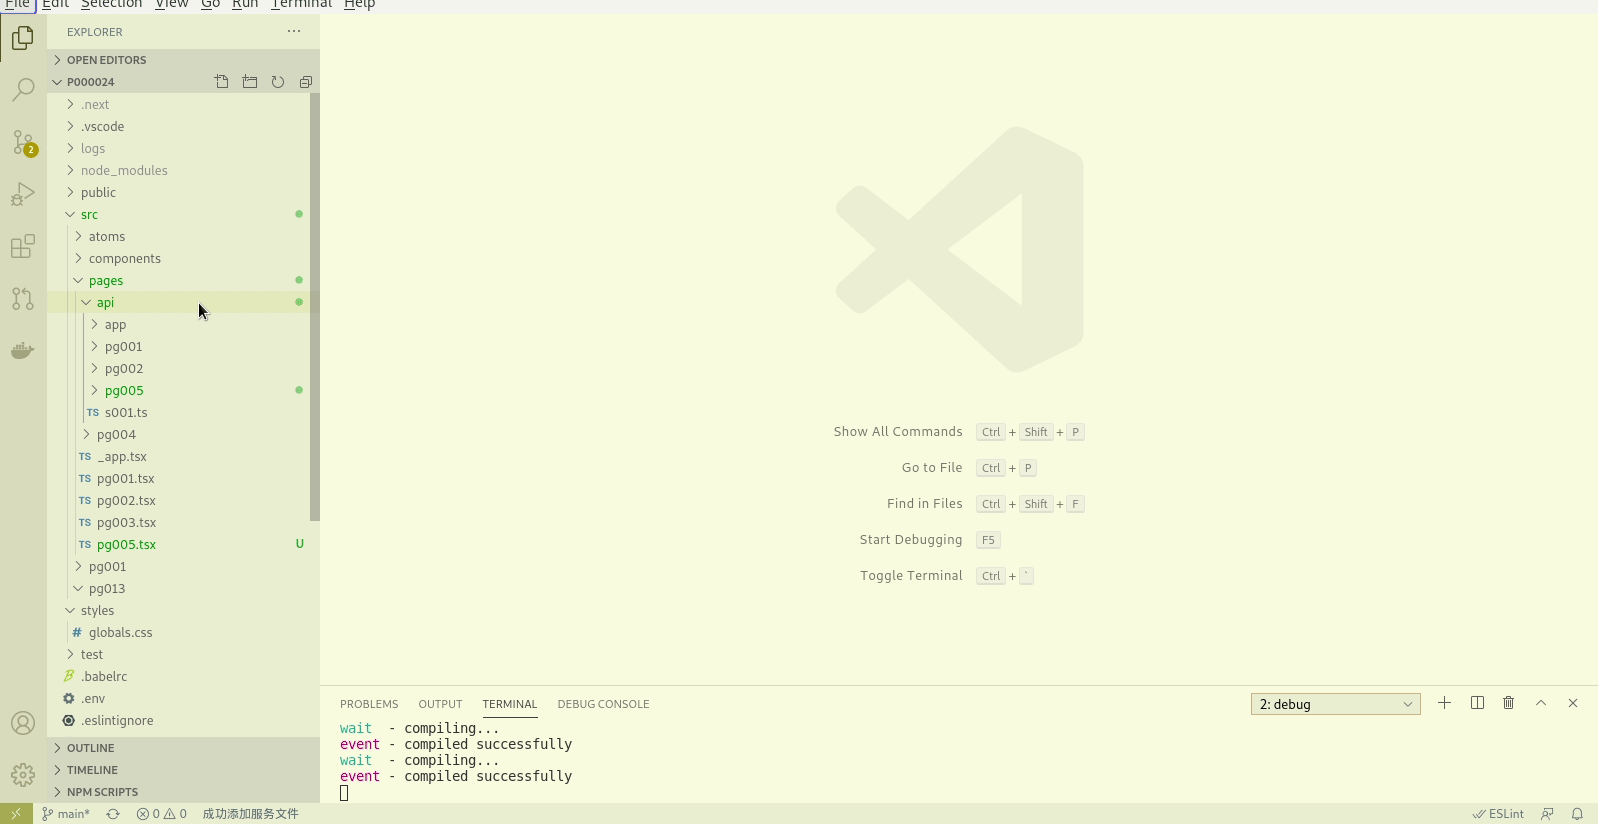 File Edit Selection View Go Run Terminal Help
EXPLORER
OPEN EDITORS
P000024
.next
.vscode
logs
node_modules
public
src
atoms
components
pages
api
app
pg001
pg002
pg005
TS s001.ts
pg004
TS _app.tsx
TS pg001.tsx
TS pg002.tsx
TS pg003.tsx
TS pg005.tsx U
pg001
pg013
styles
# globals.css
test
.babelrc
.env
.eslintignore
OUTLINE
TIMELINE
NPM SCRIPTS
2
Show All Commands Ctrl + Shift + P
Go to File Ctrl + P
Find in Files Ctrl + Shift + F
Start Debugging F5
Toggle Terminal Ctrl + `
PROBLEMS OUTPUT TERMINAL DEBUG CONSOLE 2: debug
wait - compiling...
event - compiled successfully
wait - compiling...
event - compiled successfully
main* 0 0 成功添加服务文件 ESLint